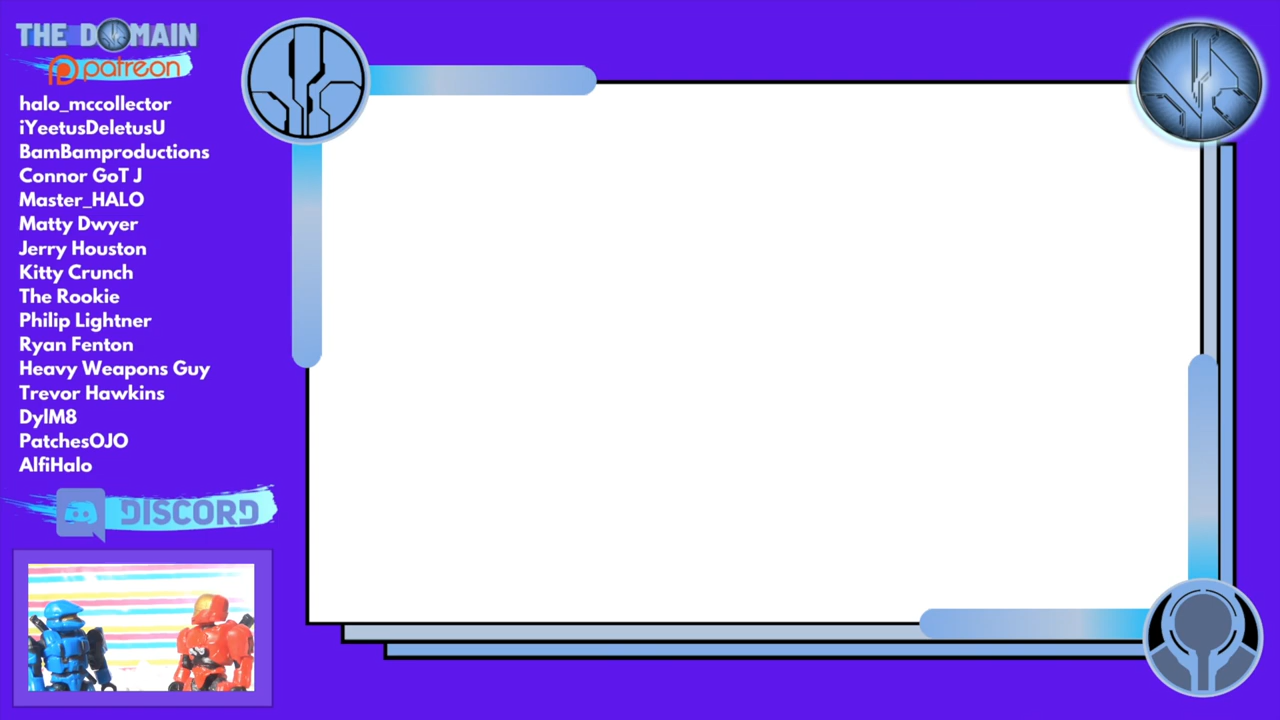 THE DOMAIN
patreon
halo_mccollector
iYeetusDeletusU
BamBamproductions
Connor GoT J
Master_HALO
Matty Dwyer
Jerry Houston
Kitty Crunch
The Rookie
Philip Lightner
Ryan Fenton
Heavy Weapons Guy
Trevor Hawkins
DylM8
PatchesOJO
AlfiHalo
DISCORD